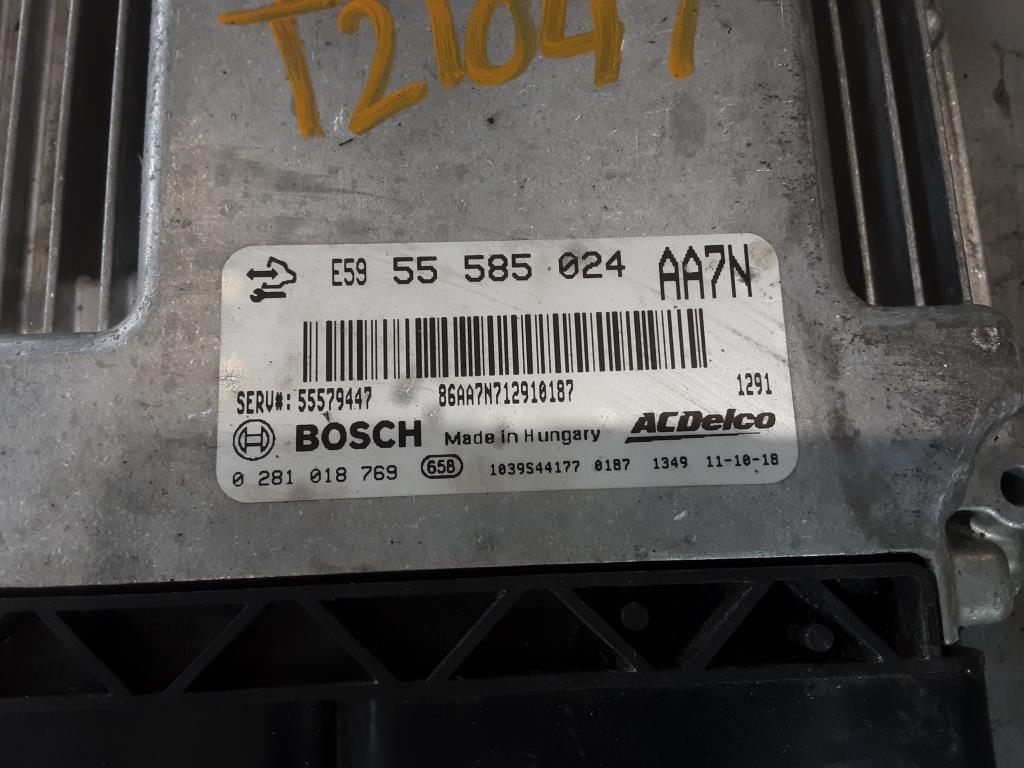 T21047
E59 55 585 024 AA7N
SERV#: 55579447 86AA7N712910187 1291
BOSCH Made in Hungary ACDelco
0 281 018 769 658 1039S44177 0187 1349 11-10-18